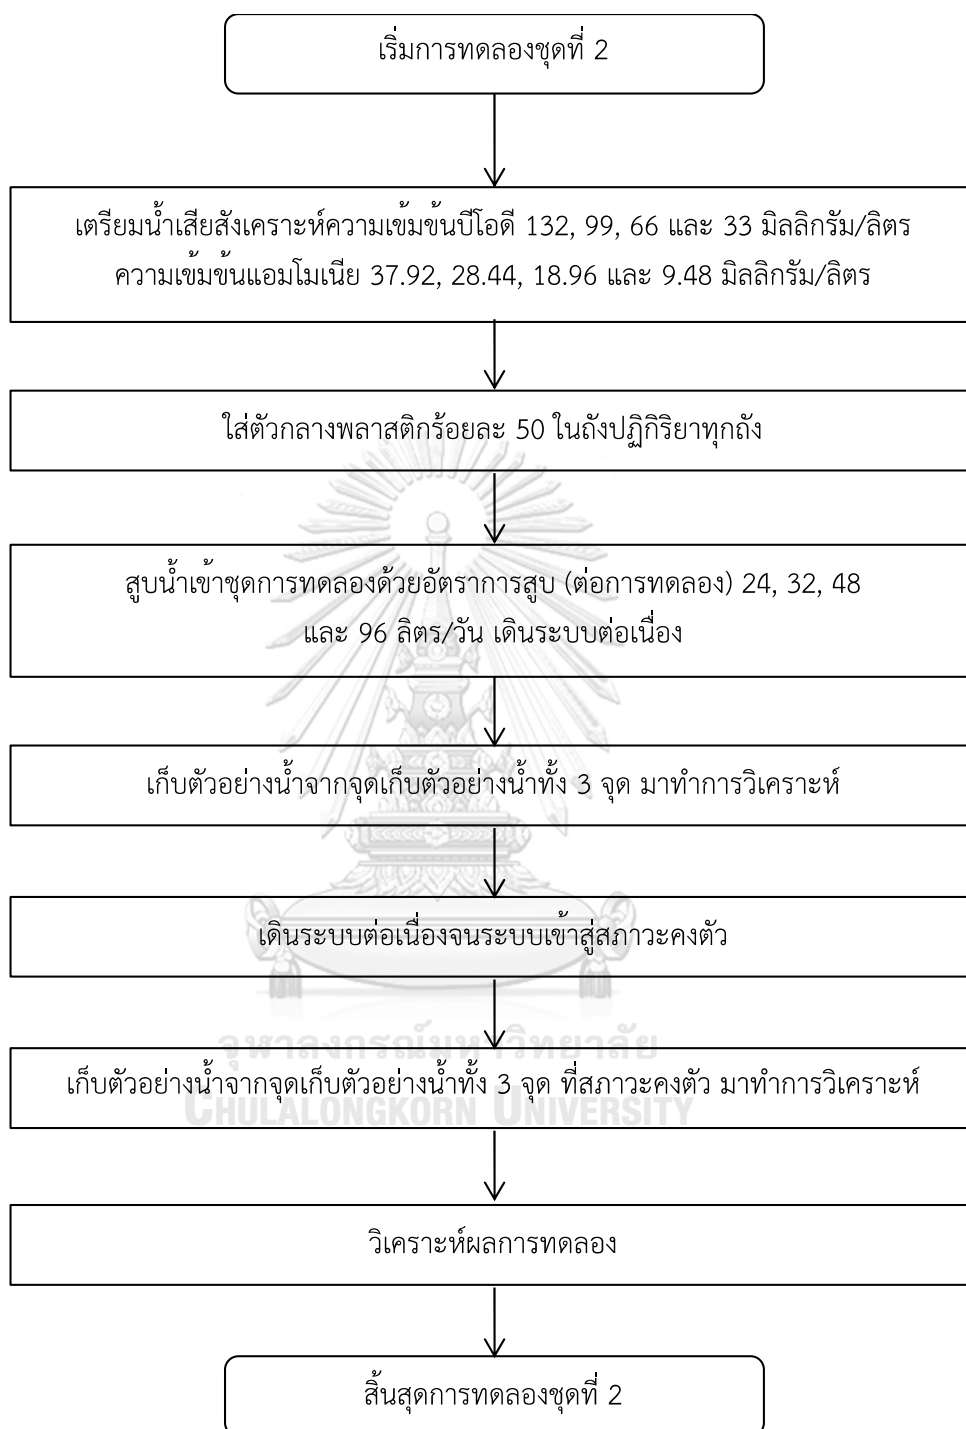 เริ่มการทดลองชุดที่ 2
เตรียมน้ำเสียสังเคราะห์ความเข้มข้นบีโอดี 132, 99, 66 และ 33 มิลลิกรัม/ลิตร
ความเข้มข้นแอมโมเนีย 37.92, 28.44, 18.96 และ 9.48 มิลลิกรัม/ลิตร
ใส่ตัวกลางพลาสติกร้อยละ 50 ในถังปฏิกิริยาทุกถัง
สูบน้ำเข้าชุดการทดลองด้วยอัตราการสูบ (ต่อการทดลอง) 24, 32, 48
และ 96 ลิตร/วัน เดินระบบต่อเนื่อง
เก็บตัวอย่างน้ำจากจุดเก็บตัวอย่างน้ำทั้ง 3 จุด มาทำการวิเคราะห์
เดินระบบต่อเนื่องจนระบบเข้าสู่สภาวะคงตัว
จุฬาลงกรณ์มหาวิทยาลัย
เก็บตัวอย่างน้ำจากจุดเก็บตัวอย่างน้ำทั้ง 3 จุด ที่สภาวะคงตัว มาทำการวิเคราะห์
CHULALONGKORN UNIVERSITY
วิเคราะห์ผลการทดลอง
สิ้นสุดการทดลองชุดที่ 2